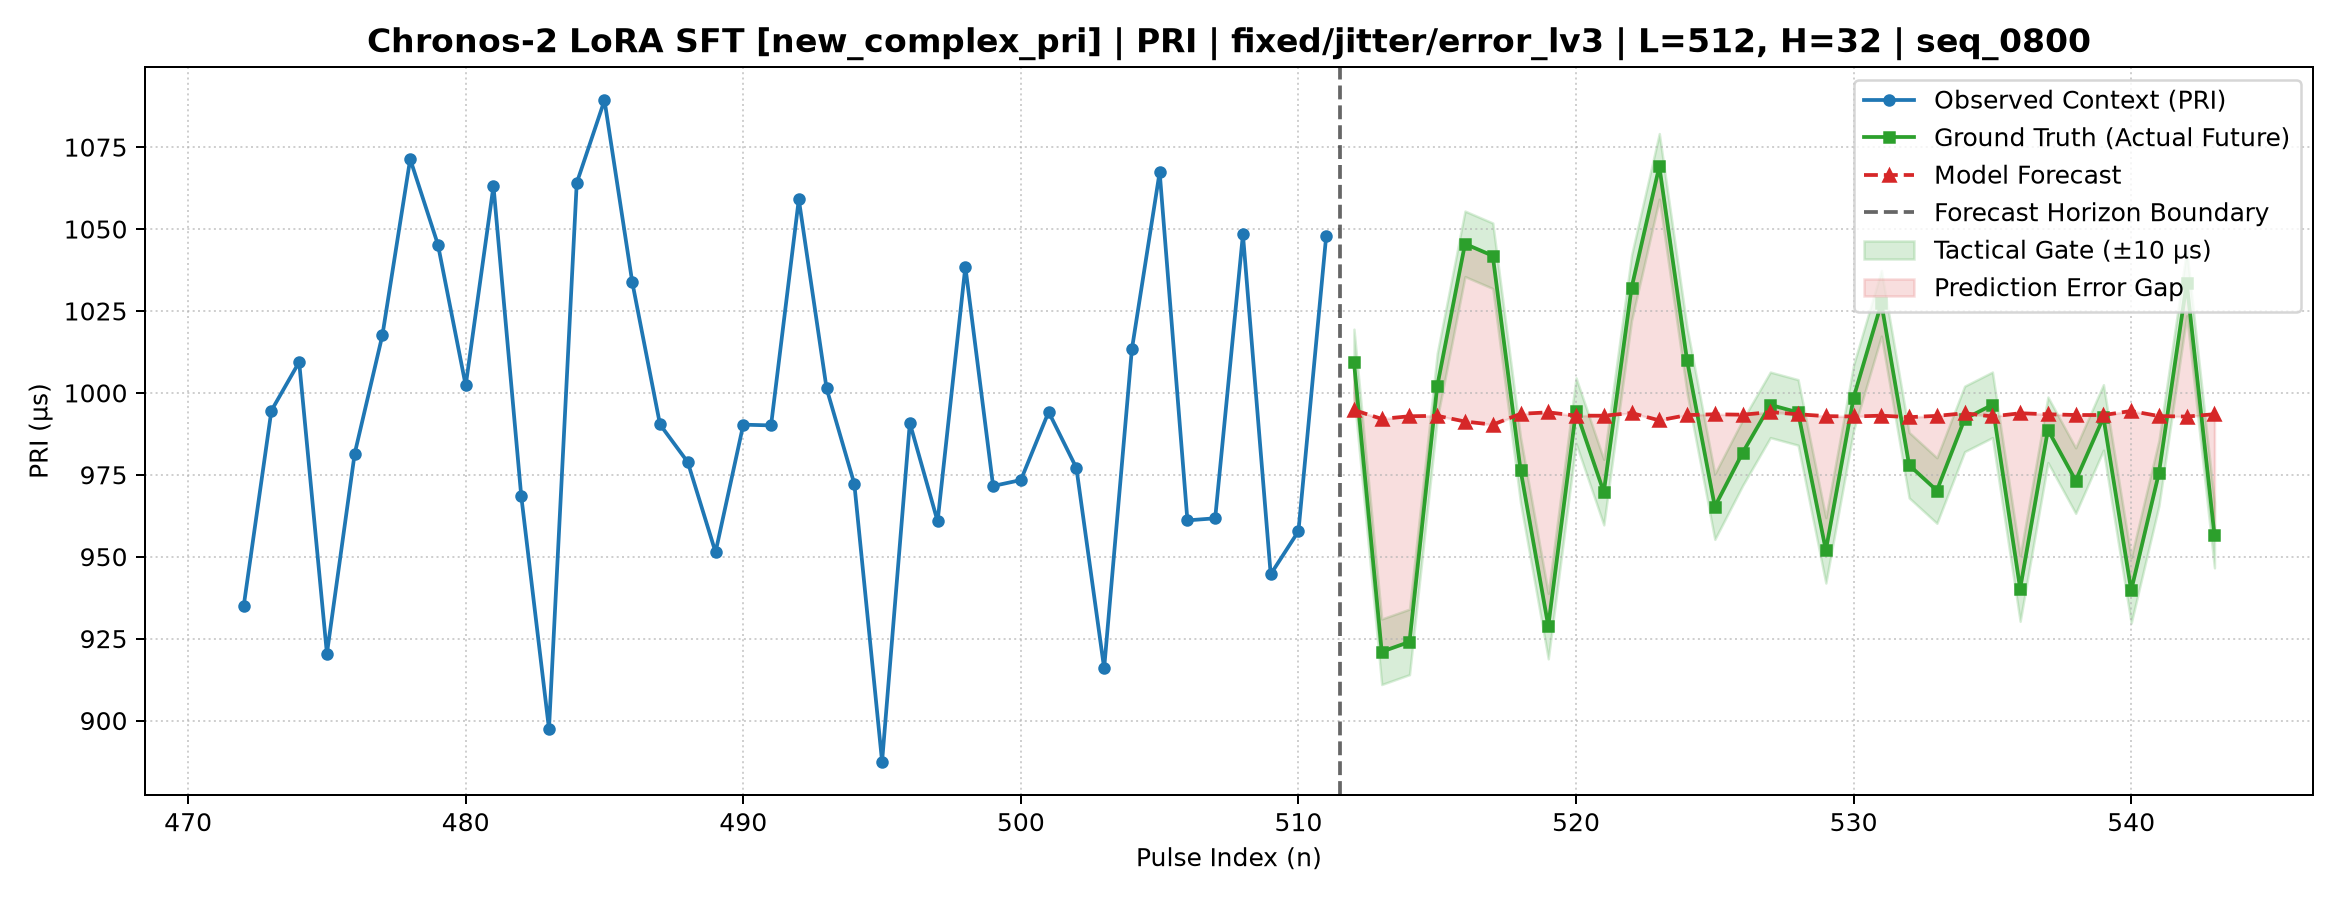 Chronos-2 LoRA SFT [new_complex_pri] | PRI | fixed/jitter/error_lv3 | L=512, H=32 | seq_0800
Observed Context (PRI)
Ground Truth (Actual Future)
Model Forecast
Forecast Horizon Boundary
Tactical Gate (±10 µs)
Prediction Error Gap
PRI (µs)
1075
1050
1025
1000
975
950
925
900
470 480 490 500 510 520 530 540
Pulse Index (n)